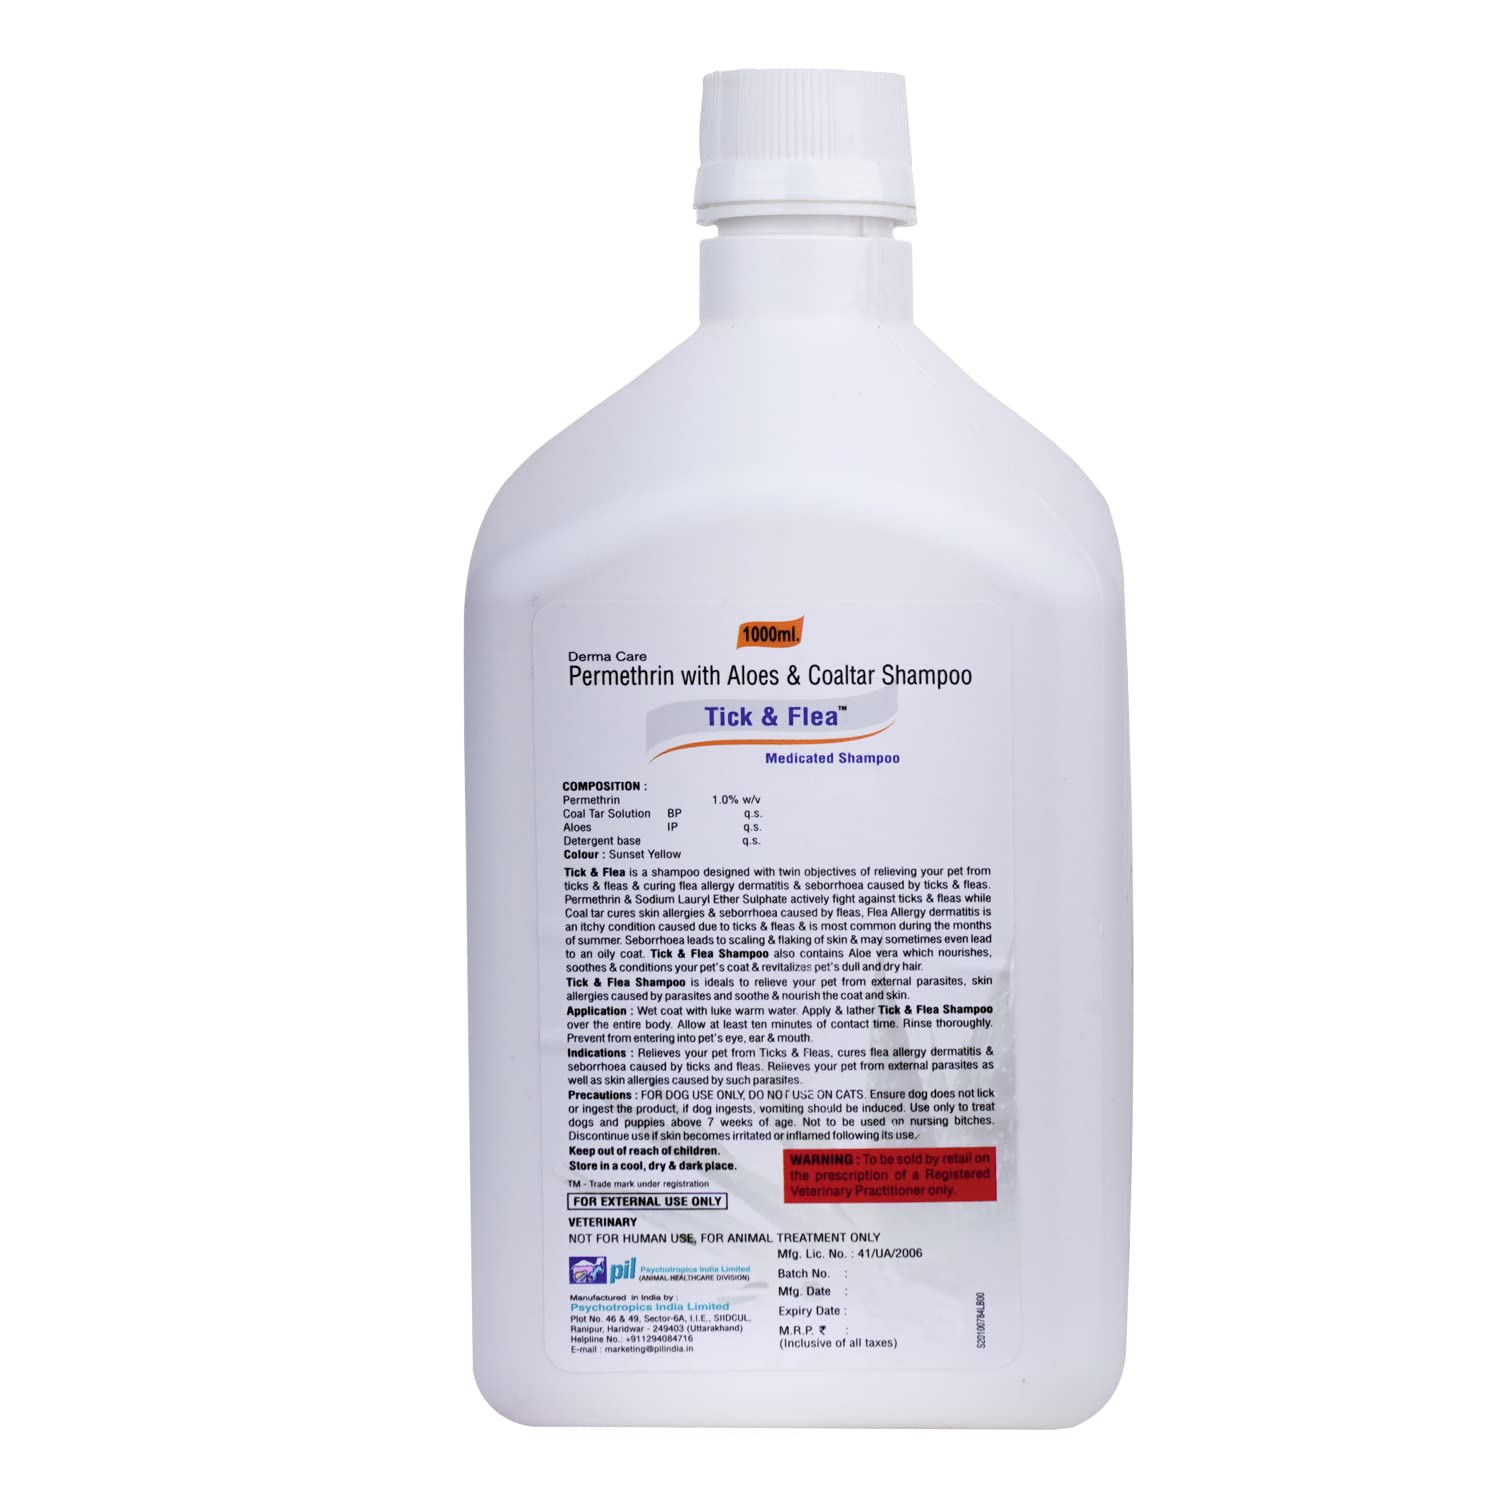 1000ml.
Derma Care
Permethrin with Aloes & Coaltar Shampoo
Tick & Flea™
Medicated Shampoo
COMPOSITION :
Permethrin 1.0% w/v
Coal Tar Solution BP q.s.
Aloes IP q.s.
Detergent base q.s.
Colour : Sunset Yellow
Tick & Flea is a shampoo designed with twin objectives of relieving your pet from
ticks & fleas & curing flea allergy dermatitis & seborrhoea caused by ticks & fleas.
Permethrin & Sodium Lauryl Ether Sulphate actively fight against ticks & fleas while
Coal tar cures skin allergies & seborrhoea caused by fleas, Flea Allergy dermatitis is
an itchy condition caused due to ticks & fleas & is most common during the months
of summer. Seborrhoea leads to scaling & flaking of skin & may sometimes even lead
to an oily coat. Tick & Flea Shampoo also contains Aloe vera which nourishes,
soothes & conditions your pet's coat & revitalizes pet's dull and dry hair.
Tick & Flea Shampoo is ideals to relieve your pet from external parasites, skin
allergies caused by parasites and soothe & nourish the coat and skin.
Application : Wet coat with luke warm water. Apply & lather Tick & Flea Shampoo
over the entire body. Allow at least ten minutes of contact time. Rinse thoroughly.
Prevent from entering into pet's eye, ear & mouth.
Indications : Relieves your pet from Ticks & Fleas, cures flea allergy dermatitis &
seborrhoea caused by ticks and fleas. Relieves your pet from external parasites as
well as skin allergies caused by such parasites.
Precautions : FOR DOG USE ONLY, DO NOT USE ON CATS. Ensure dog does not lick
or ingest the product, if dog ingests, vomiting should be induced. Use only to treat
dogs and puppies above 7 weeks of age. Not to be used on nursing bitches.
Discontinue use if skin becomes irritated or inflamed following its use.
Keep out of reach of children.
Store in a cool, dry & dark place.
TM - Trade mark under registration
FOR EXTERNAL USE ONLY
WARNING : To be sold by retail on
the prescription of a Registered
Veterinary Practitioner only.
VETERINARY
NOT FOR HUMAN USE, FOR ANIMAL TREATMENT ONLY
pil Psychotropics India Limited
(ANIMAL HEALTHCARE DIVISION)
Manufactured in India by :
Psychotropics India Limited
Plot No. 46 & 49, Sector-6A, I.I.E., SIIDCUL,
Ranipur, Haridwar - 249403 (Uttarakhand)
Helpline No.: +911294084716
E-mail : marketing@pilindia.in
Mfg. Lic. No. : 41/UA/2006
Batch No. :
Mfg. Date :
Expiry Date :
M.R.P. ₹ :
(Inclusive of all taxes)
S20100784LB00